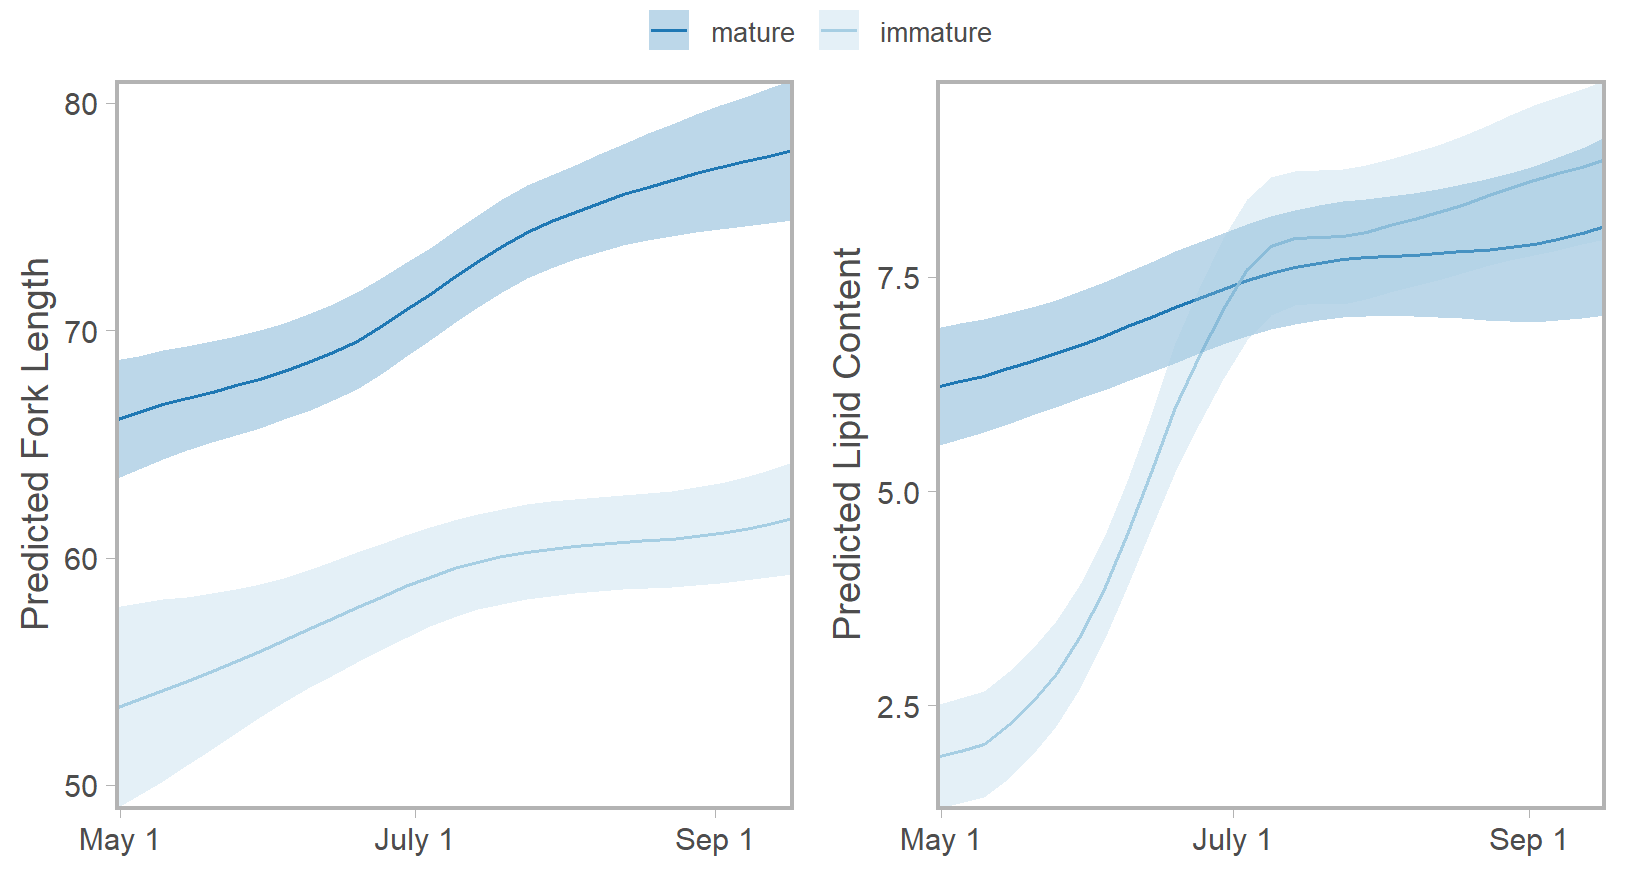 mature immature
Predicted Fork Length
80
70
60
50
May 1 July 1 Sep 1
Predicted Lipid Content
7.5
5.0
2.5
May 1 July 1 Sep 1